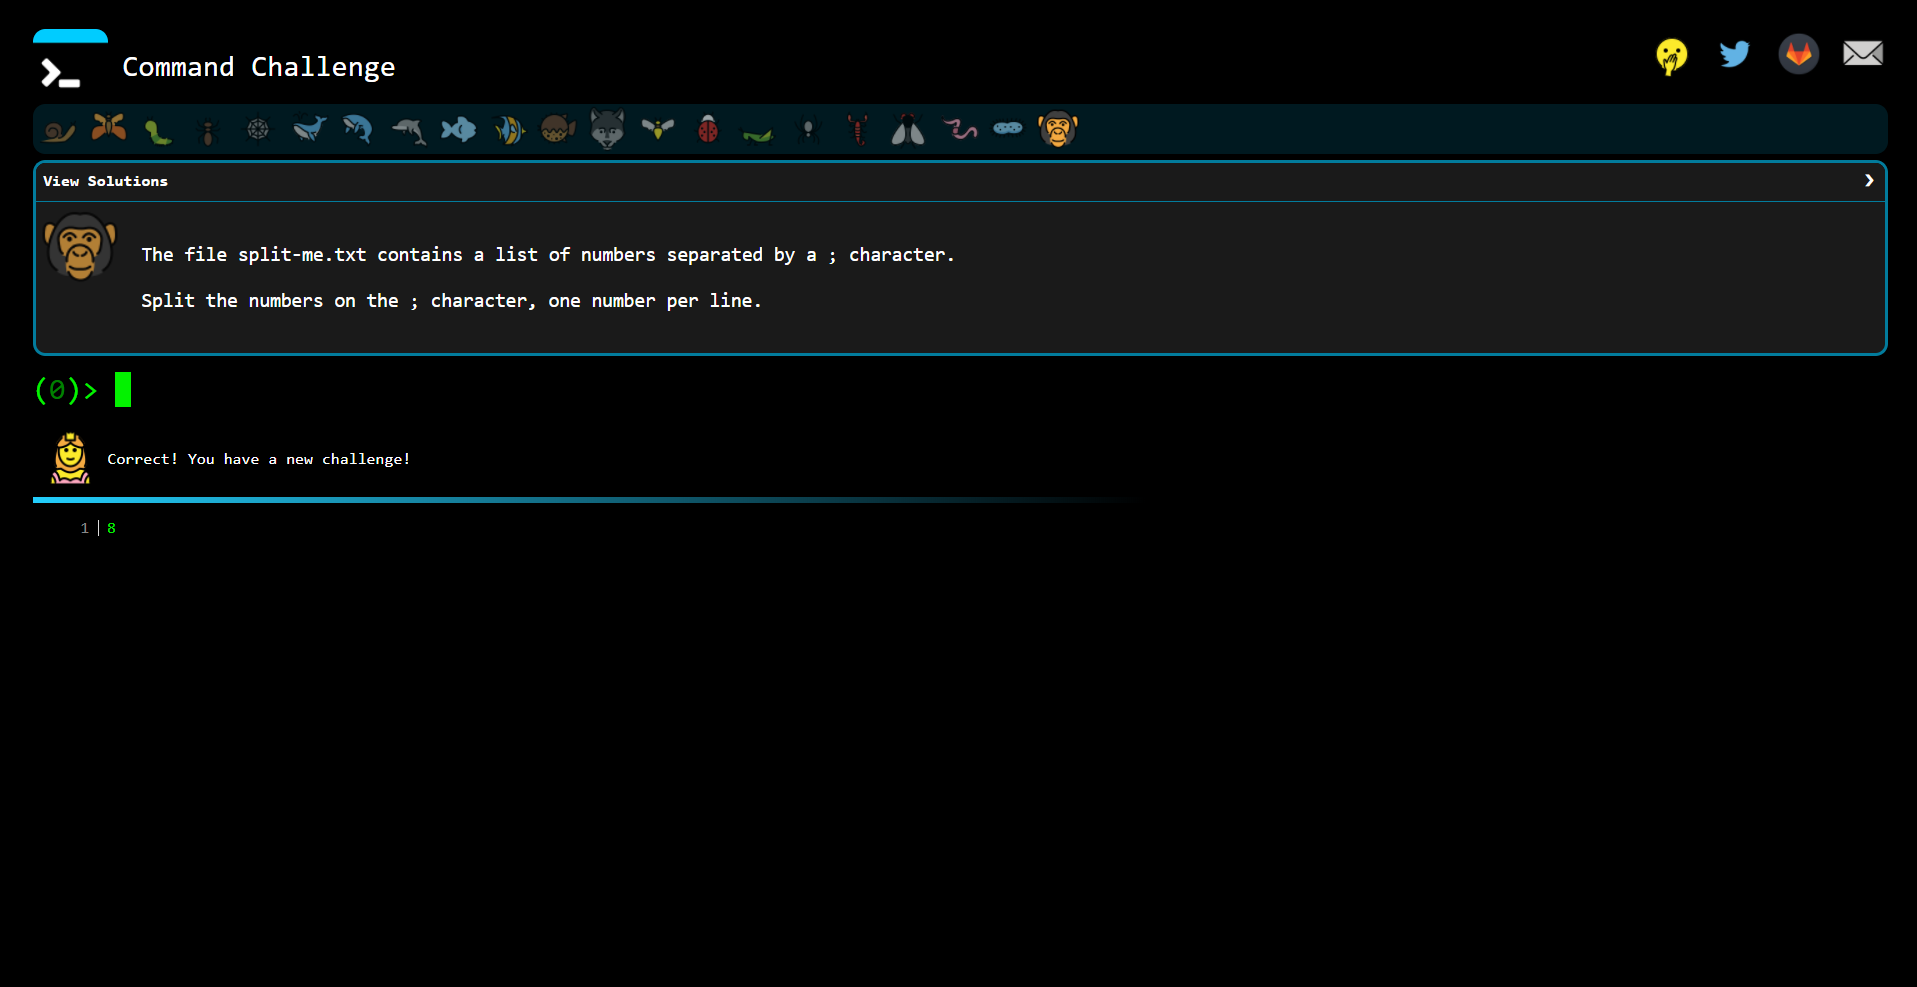 Command Challenge
View Solutions
The file split-me.txt contains a list of numbers separated by a ; character.
Split the numbers on the ; character, one number per line.
(0)>
Correct! You have a new challenge!
1 | 8